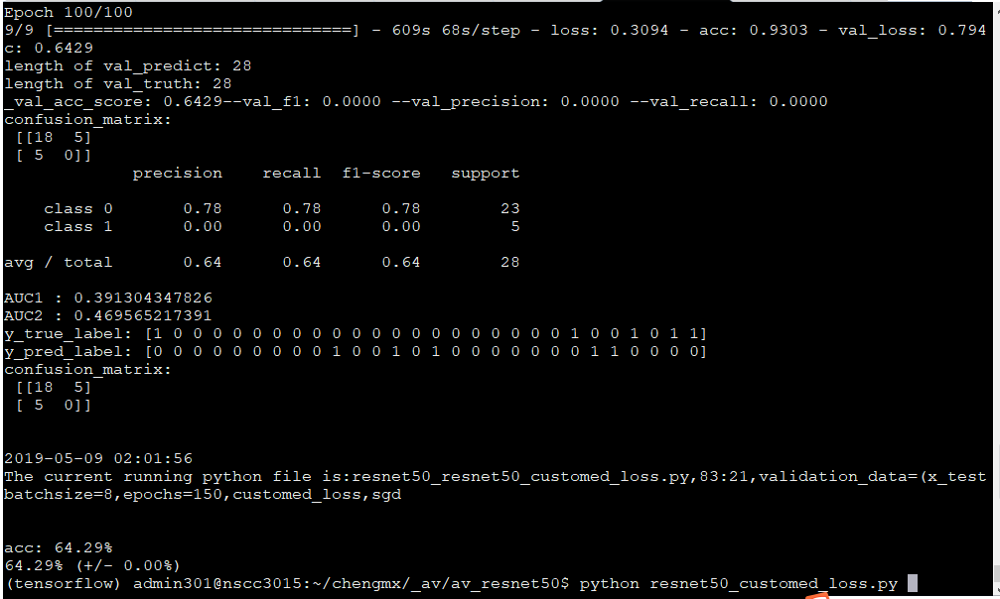 Epoch 100/100
9/9 [==============================] - 609s 68s/step - loss: 0.3094 - acc: 0.9303 - val_loss: 0.794
c: 0.6429
length of val_predict: 28
length of val_truth: 28
_val_acc_score: 0.6429--val_f1: 0.0000 --val_precision: 0.0000 --val_recall: 0.0000
confusion_matrix:
[[18 5]
[ 5 0]]
precision recall f1-score support
class 0 0.78 0.78 0.78 23
class 1 0.00 0.00 0.00 5
avg / total 0.64 0.64 0.64 28
AUC1 : 0.391304347826
AUC2 : 0.469565217391
y_true_label: [1 0 0 0 0 0 0 0 0 0 0 0 0 0 0 0 0 0 0 0 0 1 0 0 1 0 1 1]
y_pred_label: [0 0 0 0 0 0 0 0 0 1 0 0 1 0 1 0 0 0 0 0 0 0 1 1 0 0 0 0]
confusion_matrix:
[[18 5]
[ 5 0]]
2019-05-09 02:01:56
The current running python file is:resnet50_resnet50_customed_loss.py,83:21,validation_data=(x_test
batchsize=8,epochs=150,customed_loss,sgd
acc: 64.29%
64.29% (+/- 0.00%)
(tensorflow) admin301@nscc3015:~/chengmx/_av/av_resnet50$ python resnet50_customed_loss.py